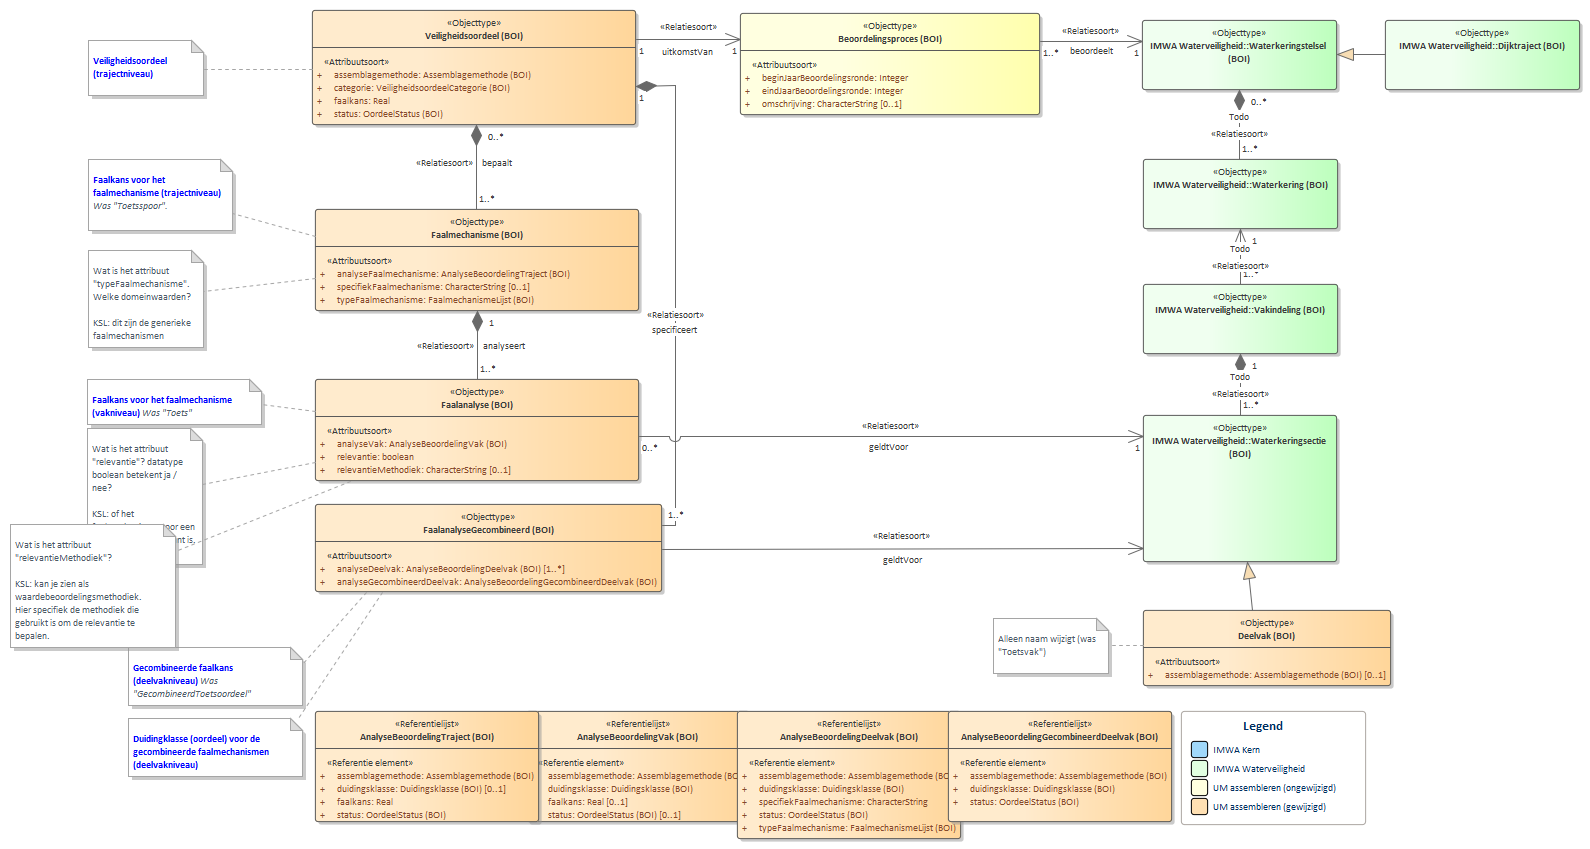 «Objecttype»
Veiligheidsoordeel (BOI)
«Attribuutsoort»
+ assemblagemethode: Assemblagemethode (BOI)
+ categorie: VeiligheidsoordeelCategorie (BOI)
+ faalkans: Real
+ status: OordeelStatus (BOI)
«Relatiesoort»
1
uitkomstVan
1
«Objecttype»
Beoordelingsproces (BOI)
«Attribuutsoort»
+ beginJaarBeoordelingsronde: Integer
+ eindJaarBeoordelingsronde: Integer
+ omschrijving: CharacterString [0..1]
«Relatiesoort»
1..*
beoordeelt
1
«Objecttype»
IMWA Waterveiligheid::Waterkeringstelsel
(BOI)
«Objecttype»
IMWA Waterveiligheid::Dijktraject (BOI)
Veiligheidsoordeel
(trajectniveau)
1
0..*
«Relatiesoort» bepaalt
1..*
0..*
Todo
«Relatiesoort»
1..*
«Objecttype»
IMWA Waterveiligheid::Waterkering (BOI)
Faalkans voor het
faalmechanisme (trajectniveau)
Was "Toetsspoor".
«Objecttype»
Faalmechanisme (BOI)
«Attribuutsoort»
+ analyseFaalmechanisme: AnalyseBeoordelingTraject (BOI)
+ specifiekFaalmechanisme: CharacterString [0..1]
+ typeFaalmechanisme: FaalmechanismeLijst (BOI)
1
Todo
«Relatiesoort»
1..*
Wat is het attribuut
"typeFaalmechanisme".
Welke domeinwaarden?
KSL: dit zijn de generieke
faalmechanismen
«Objecttype»
IMWA Waterveiligheid::Vakindeling (BOI)
1
«Relatiesoort» analyseert
1..*
«Relatiesoort»
specificeert
1
Todo
«Relatiesoort»
1..*
Faalkans voor het faalmechanisme
(vakniveau) Was "Toets"
«Objecttype»
Faalanalyse (BOI)
«Attribuutsoort»
+ analyseVak: AnalyseBeoordelingVak (BOI)
+ relevantie: boolean
+ relevantieMethodiek: CharacterString [0..1]
«Relatiesoort»
0..*
geldtVoor
1
«Objecttype»
IMWA Waterveiligheid::Waterkeringsectie
(BOI)
Wat is het attribuut
"relevantie"? datatype
boolean betekent ja /
nee?
KSL: of het
oor een
nt is,
Wat is het attribuut
"relevantieMethodiek"?
KSL: kan je zien als
waardebeoordelingsmethodiek.
Hier specifiek de methodiek die
gebruikt is om de relevantie te
bepalen.
«Objecttype»
FaalanalyseGecombineerd (BOI)
«Attribuutsoort»
+ analyseDeelvak: AnalyseBeoordelingDeelvak (BOI) [1..*]
+ analyseGecombineerdDeelvak: AnalyseBeoordelingGecombineerdDeelvak (BOI)
1..*
«Relatiesoort»
geldtVoor
Alleen naam wijzigt (was
"Toetsvak")
«Objecttype»
Deelvak (BOI)
«Attribuutsoort»
+ assemblagemethode: Assemblagemethode (BOI) [0..1]
Gecombineerde faalkans
(deelvakniveau) Was
"GecombineerdToetsoordeel"
Duidingklasse (oordeel) voor de
gecombineerde faalmechanismen
(deelvakniveau)
«Referentielijst»
AnalyseBeoordelingTraject (BOI)
«Referentie element»
+ assemblagemethode: Assemblagemethode (BOI)
+ duidingsklasse: Duidingsklasse (BOI) [0..1]
+ faalkans: Real
+ status: OordeelStatus (BOI)
«Referentielijst»
AnalyseBeoordelingVak (BOI)
«Referentie element»
assemblagemethode: Assemblagemethode (BO
duidingsklasse: Duidingsklasse (BOI)
faalkans: Real [0..1]
status: OordeelStatus (BOI) [0..1]
«Referentielijst»
AnalyseBeoordelingDeelvak (BOI)
«Referentie element»
+ assemblagemethode: Assemblagemethode (BO
+ duidingsklasse: Duidingsklasse (BOI)
+ specifiekFaalmechanisme: CharacterString
+ status: OordeelStatus (BOI)
+ typeFaalmechanisme: FaalmechanismeLijst (BOI)
«Referentielijst»
AnalyseBeoordelingGecombineerdDeelvak (BOI)
«Referentie element»
+ assemblagemethode: Assemblagemethode (BOI)
+ duidingsklasse: Duidingsklasse (BOI)
+ status: OordeelStatus (BOI)
Legend
IMWA Kern
IMWA Waterveiligheid
UM assembleren (ongewijzigd)
UM assembleren (gewijzigd)